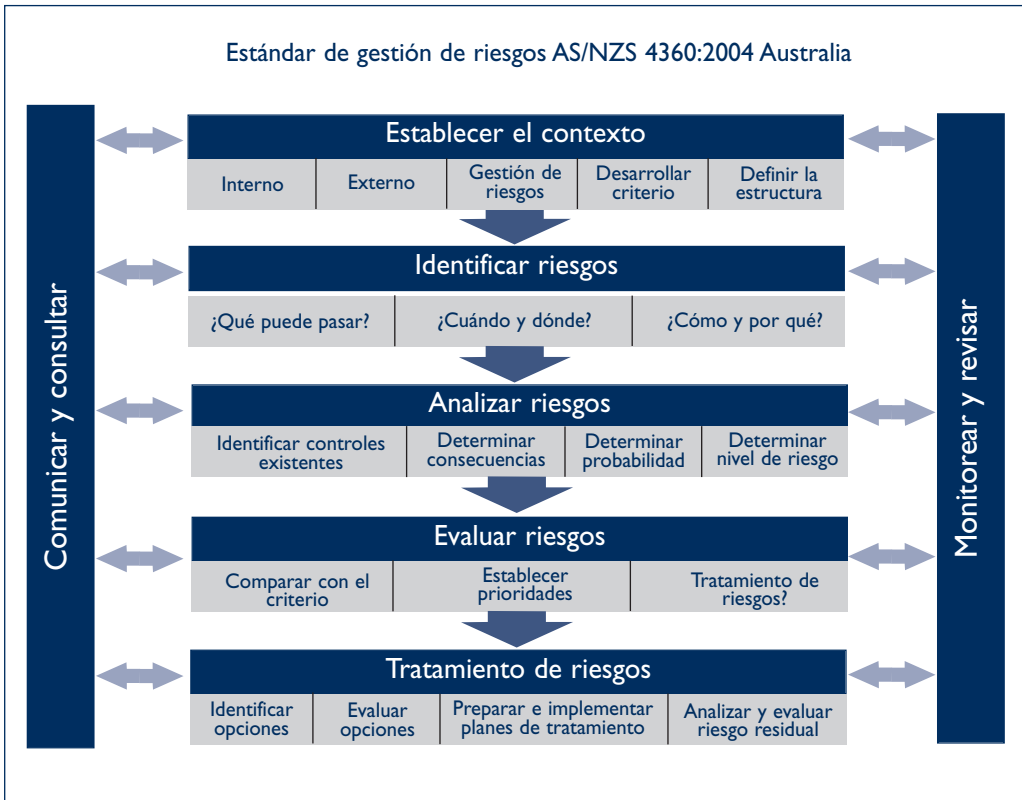 Estándar de gestión de riesgos AS/NZS 4360:2004 Australia
Comunicar y consultar
Establecer el contexto
Interno
Externo
Gestión de
riesgos
Desarrollar
criterio
Definir la
estructura
Identificar riesgos
¿Qué puede pasar?
¿Cuándo y dónde?
¿Cómo y por qué?
Analizar riesgos
Identificar controles
existentes
Determinar
consecuencias
Determinar
probabilidad
Determinar
nivel de riesgo
Evaluar riesgos
Comparar con el
criterio
Establecer
prioridades
Tratamiento de
riesgos?
Tratamiento de riesgos
Identificar
opciones
Evaluar
opciones
Preparar e implementar
planes de tratamiento
Analizar y evaluar
riesgo residual
Monitorear y revisar